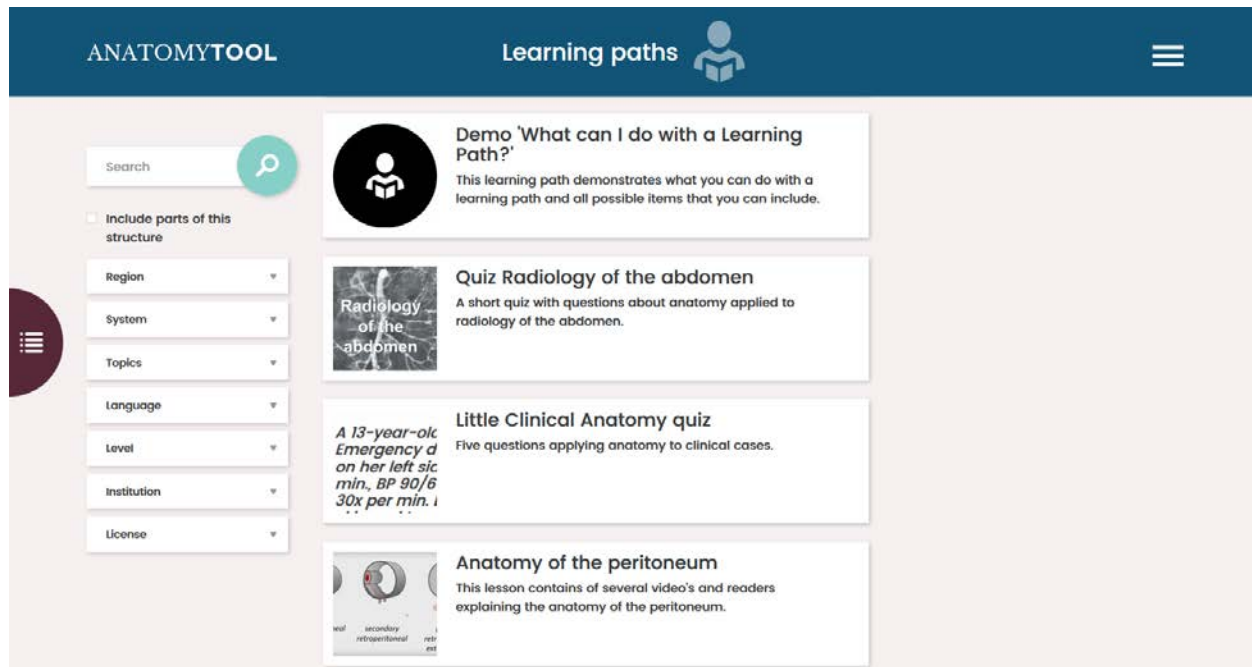 ANATOMYTOOL
Learning paths
Search
Include parts of this
structure
Region
System
Topics
Language
Level
Institution
License
Demo 'What can I do with a Learning
Path?'
This learning path demonstrates what you can do with a
learning path and all possible items that you can include.
Radiology
of the
abdomen
Quiz Radiology of the abdomen
A short quiz with questions about anatomy applied to
radiology of the abdomen.
A 13-year-old
Emergency d
on her left sid
min., BP 90/6
30x per min.
Little Clinical Anatomy quiz
Five questions applying anatomy to clinical cases.
secondary
retroperitoneal
Anatomy of the peritoneum
This lesson contains of several video's and readers
explaining the anatomy of the peritoneum.